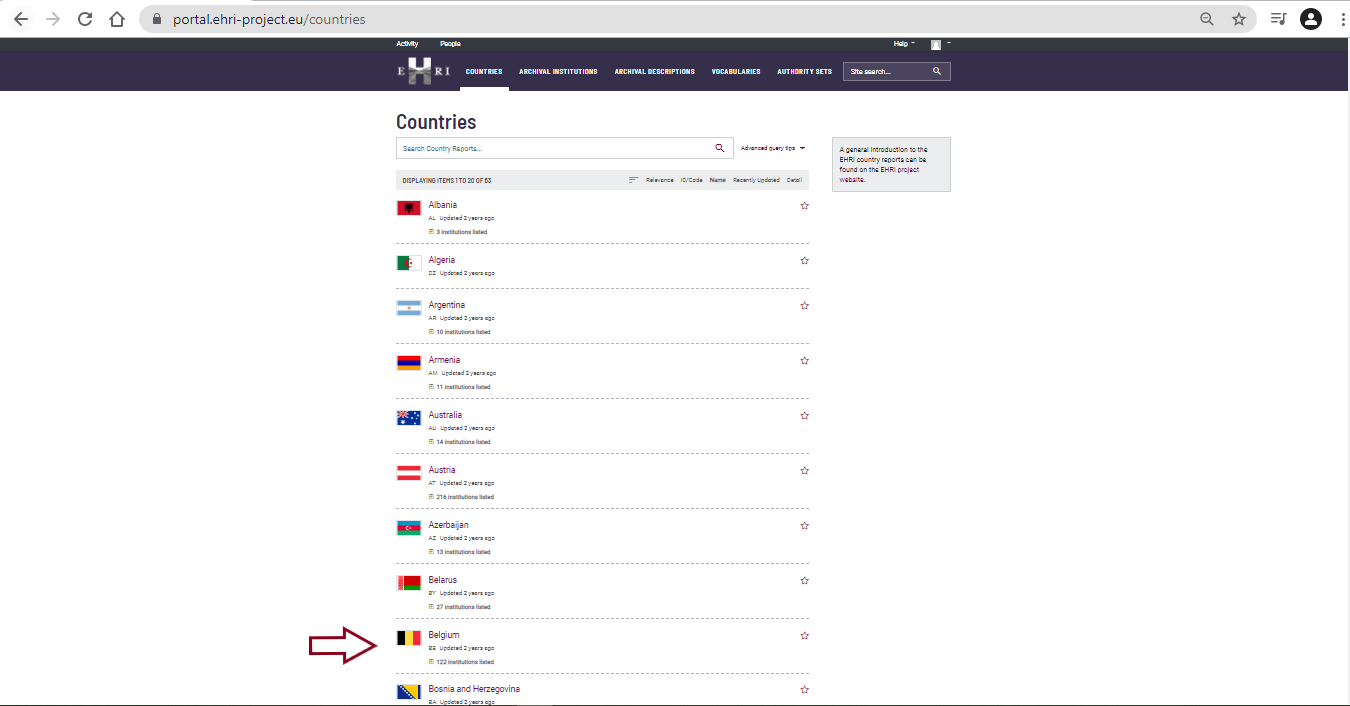 portal.ehri-project.eu/countries
Activity People Help
EHRI COUNTRIES ARCHIVAL INSTITUTIONS ARCHIVAL DESCRIPTIONS VOCABULARIES AUTHORITY SETS Site search...
Countries
Search Country Reports... Advanced query tips
A general introduction to the
EHRI country reports can be
found on the EHRI project
website.
DISPLAYING ITEMS 1 TO 20 OF 63 Relevance ID/Code Name Recently Updated Detail
Albania
AL Updated 2 years ago
3 institutions listed
Algeria
DZ Updated 2 years ago
Argentina
AR Updated 2 years ago
10 institutions listed
Armenia
AM Updated 2 years ago
11 institutions listed
Australia
AU Updated 2 years ago
14 institutions listed
Austria
AT Updated 2 years ago
216 institutions listed
Azerbaijan
AZ Updated 2 years ago
13 institutions listed
Belarus
BY Updated 2 years ago
27 institutions listed
Belgium
BE Updated 2 years ago
122 institutions listed
Bosnia and Herzegovina
BA Updated 2 years ago